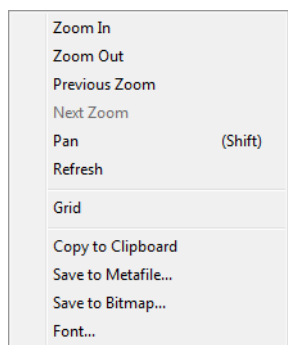 Zoom In
Zoom Out
Previous Zoom
Next Zoom
Pan (Shift)
Refresh
Grid
Copy to Clipboard
Save to Metafile...
Save to Bitmap...
Font...